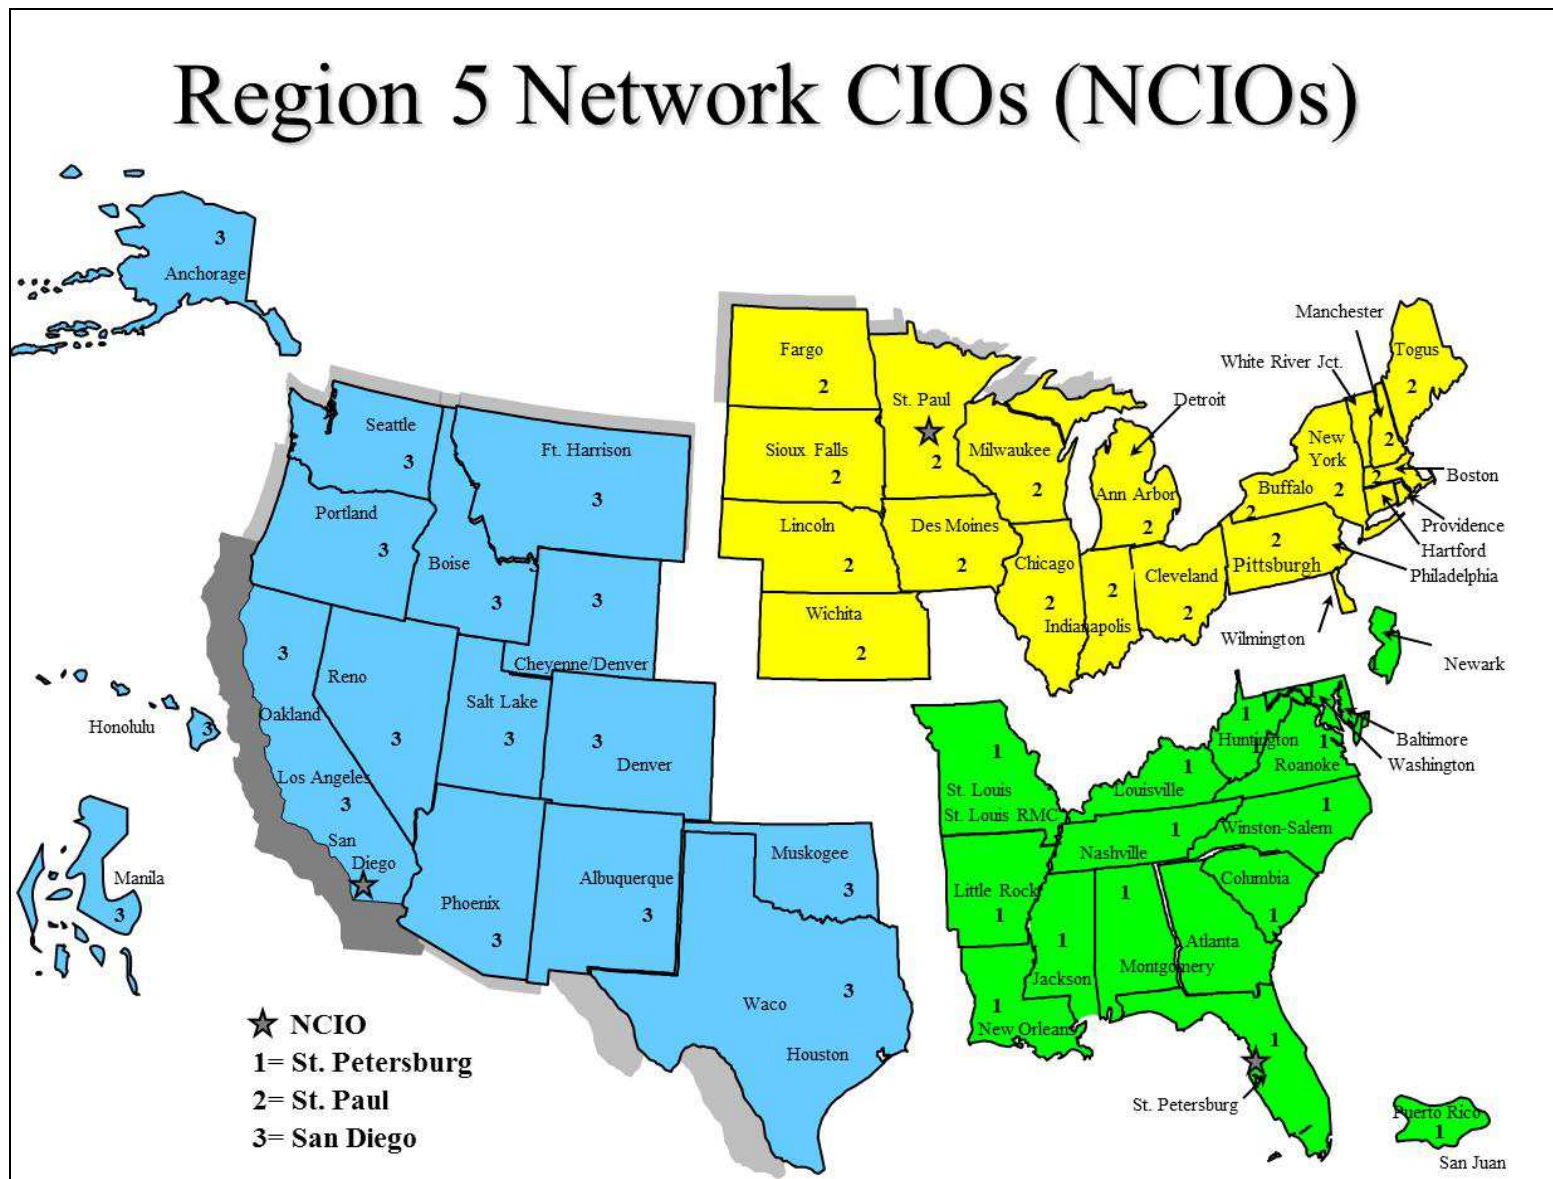 Region 5 Network CIOs (NCIOs)
3
Anchorage
Seattle
3
Ft. Harrison
3
Portland
3
Boise
3
3
Cheyenne/Denver
3
Oakland
Reno
3
Salt Lake
3
3
Denver
Los Angeles
3
San
Diego
Honolulu
3
Manila
3
Phoenix
3
Albuquerque
3
Muskogee
3
Waco
3
Houston
Fargo
2
St. Paul
2
Sioux Falls
2
Milwaukee
2
Lincoln
2
Des Moines
2
Wichita
2
Chicago
2
2
Indianapolis
Cleveland
2
Detroit
Ann Arbor
2
Manchester
White River Jct.
Togus
2
New
York
2
2
Buffalo
2
2
Boston
Providence
Hartford
Philadelphia
2
Pittsburgh
Wilmington
Newark
1
1
Huntington
1
1
Roanoke
Baltimore
Washington
1
St. Louis
St. Louis RMC
1
Louisville
1
Nashville
1
Winston-Salem
Little Rock
1
Columbia
1
1
Jackson
1
Montgomery
Atlanta
1
New Orleans
1
St. Petersburg
Puerto Rico
1
San Juan
NCIO
1= St. Petersburg
2= St. Paul
3= San Diego